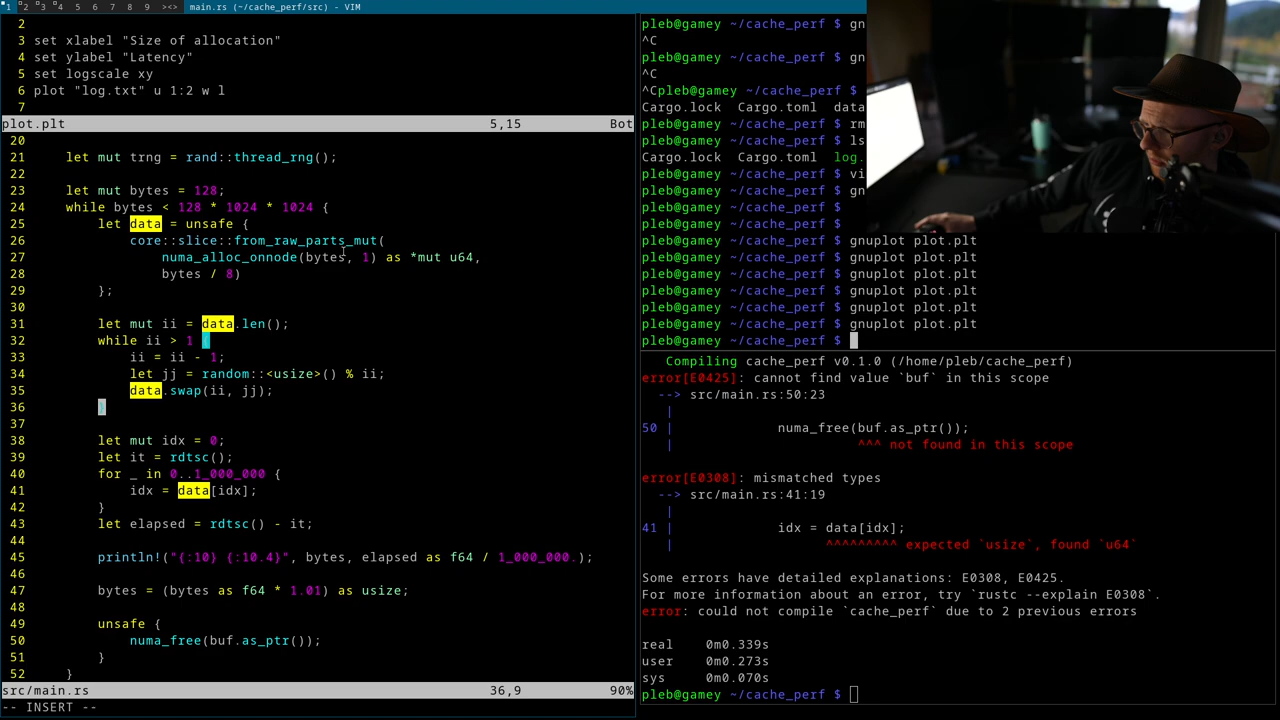 1 2 3 4 5 6 7 8 9 ><> main.rs (~/cache_perf/src) - VIM
2
3 set xlabel "Size of allocation"
4 set ylabel "Latency"
5 set logscale xy
6 plot "log.txt" u 1:2 w l
7
plot.plt 5,15 Bot
20
21 let mut trng = rand::thread_rng();
22
23 let mut bytes = 128;
24 while bytes < 128 * 1024 * 1024 {
25 let data = unsafe {
26 core::slice::from_raw_parts_mut(
27 numa_alloc_onnode(bytes, 1) as *mut u64,
28 bytes / 8)
29 };
30
31 let mut ii = data.len();
32 while ii > 1 {
33 ii = ii - 1;
34 let jj = random::<usize>() % ii;
35 data.swap(ii, jj);
36 }
37
38 let mut idx = 0;
39 let it = rdtsc();
40 for _ in 0..1_000_000 {
41 idx = data[idx];
42 }
43 let elapsed = rdtsc() - it;
44
45 println!("{:10} {:10.4}", bytes, elapsed as f64 / 1_000_000.);
46
47 bytes = (bytes as f64 * 1.01) as usize;
48
49 unsafe {
50 numa_free(buf.as_ptr());
51 }
52 }
src/main.rs 36,9 90%
-- INSERT --
pleb@gamey ~/cache_perf $ gn
^C
pleb@gamey ~/cache_perf $ gn
^C
^Cpleb@gamey ~/cache_perf $
Cargo.lock Cargo.toml data
pleb@gamey ~/cache_perf $ rm
pleb@gamey ~/cache_perf $ ls
Cargo.lock Cargo.toml log.
pleb@gamey ~/cache_perf $ vi
pleb@gamey ~/cache_perf $ gn
pleb@gamey ~/cache_perf $
pleb@gamey ~/cache_perf $
pleb@gamey ~/cache_perf $ gnuplot plot.plt
pleb@gamey ~/cache_perf $ gnuplot plot.plt
pleb@gamey ~/cache_perf $ gnuplot plot.plt
pleb@gamey ~/cache_perf $ gnuplot plot.plt
pleb@gamey ~/cache_perf $ gnuplot plot.plt
pleb@gamey ~/cache_perf $ gnuplot plot.plt
pleb@gamey ~/cache_perf $
Compiling cache_perf v0.1.0 (/home/pleb/cache_perf)
error[E0425]: cannot find value `buf` in this scope
--> src/main.rs:50:23
|
50 | numa_free(buf.as_ptr());
| ^^^ not found in this scope
error[E0308]: mismatched types
--> src/main.rs:41:19
|
41 | idx = data[idx];
| ^^^^^^^^^ expected `usize`, found `u64`
Some errors have detailed explanations: E0308, E0425.
For more information about an error, try `rustc --explain E0308`.
error: could not compile `cache_perf` due to 2 previous errors
real 0m0.339s
user 0m0.273s
sys 0m0.070s
pleb@gamey ~/cache_perf $